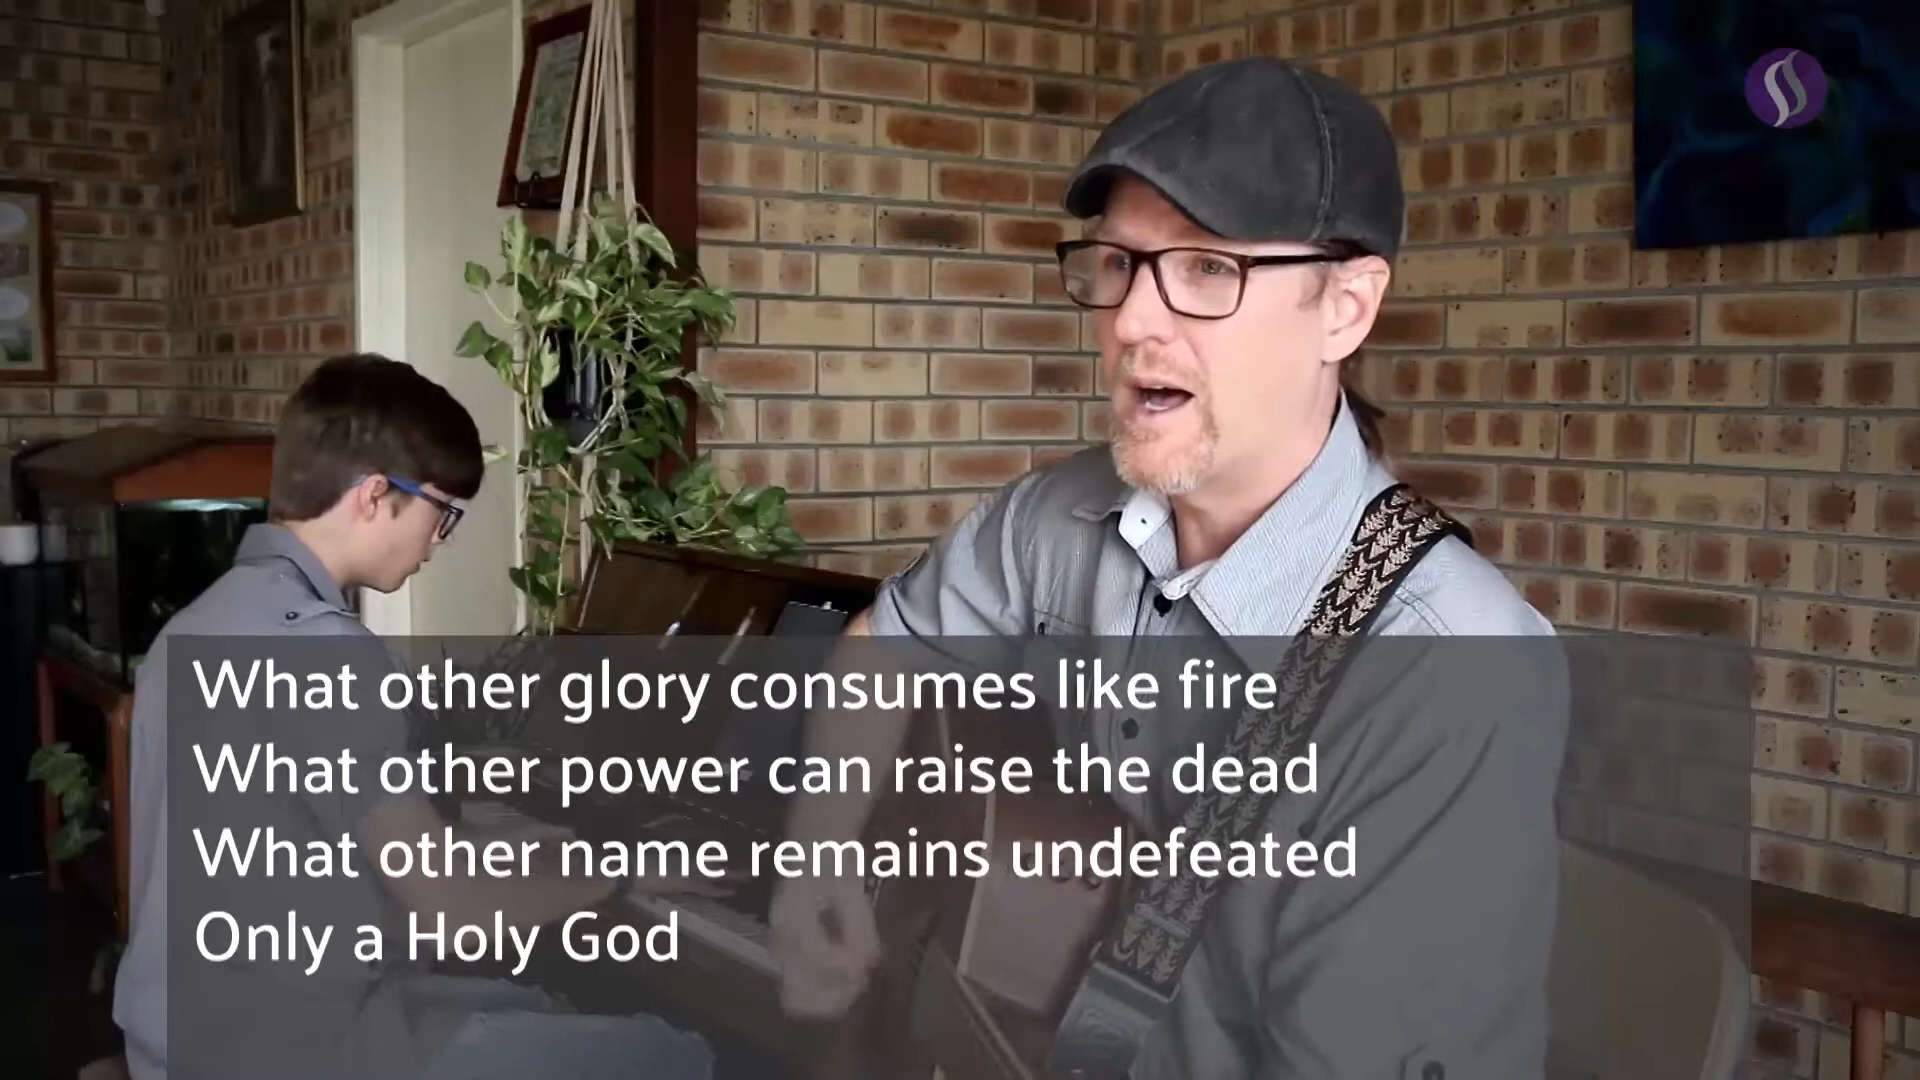 What other glory consumes like fire
What other power can raise the dead
What other name remains undefeated
Only a Holy God